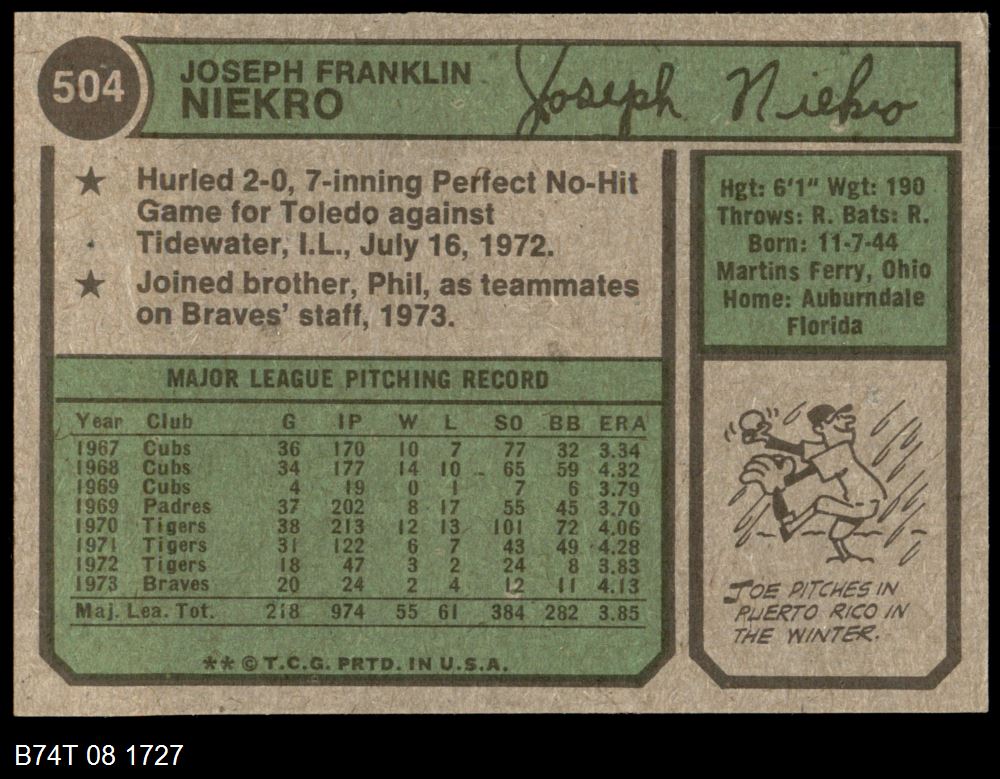 504
JOSEPH FRANKLIN
NIEKRO
Joseph Niekro
★ Hurled 2-0, 7-inning Perfect No-Hit
Game for Toledo against
Tidewater, I.L., July 16, 1972.
★ Joined brother, Phil, as teammates
on Braves' staff, 1973.
Hgt: 6'1" Wgt: 190
Throws: R. Bats: R.
Born: 11-7-44
Martins Ferry, Ohio
Home: Auburndale
Florida
MAJOR LEAGUE PITCHING RECORD
Year Club G IP W L SO BB ERA
1967 Cubs 36 170 10 7 77 32 3.34
1968 Cubs 34 177 14 10 65 59 4.32
1969 Cubs 4 19 0 1 7 6 3.79
1969 Padres 37 202 8 17 55 45 3.70
1970 Tigers 38 213 12 13 101 72 4.06
1971 Tigers 31 122 6 7 43 49 4.28
1972 Tigers 18 47 3 2 24 8 3.83
1973 Braves 20 24 2 4 12 11 4.13
Maj. Lea. Tot. 218 974 55 61 384 282 3.85
** © T.C.G. PRTD. IN U.S.A.
JOE PITCHES IN
PUERTO RICO IN
THE WINTER.
B74T 08 1727